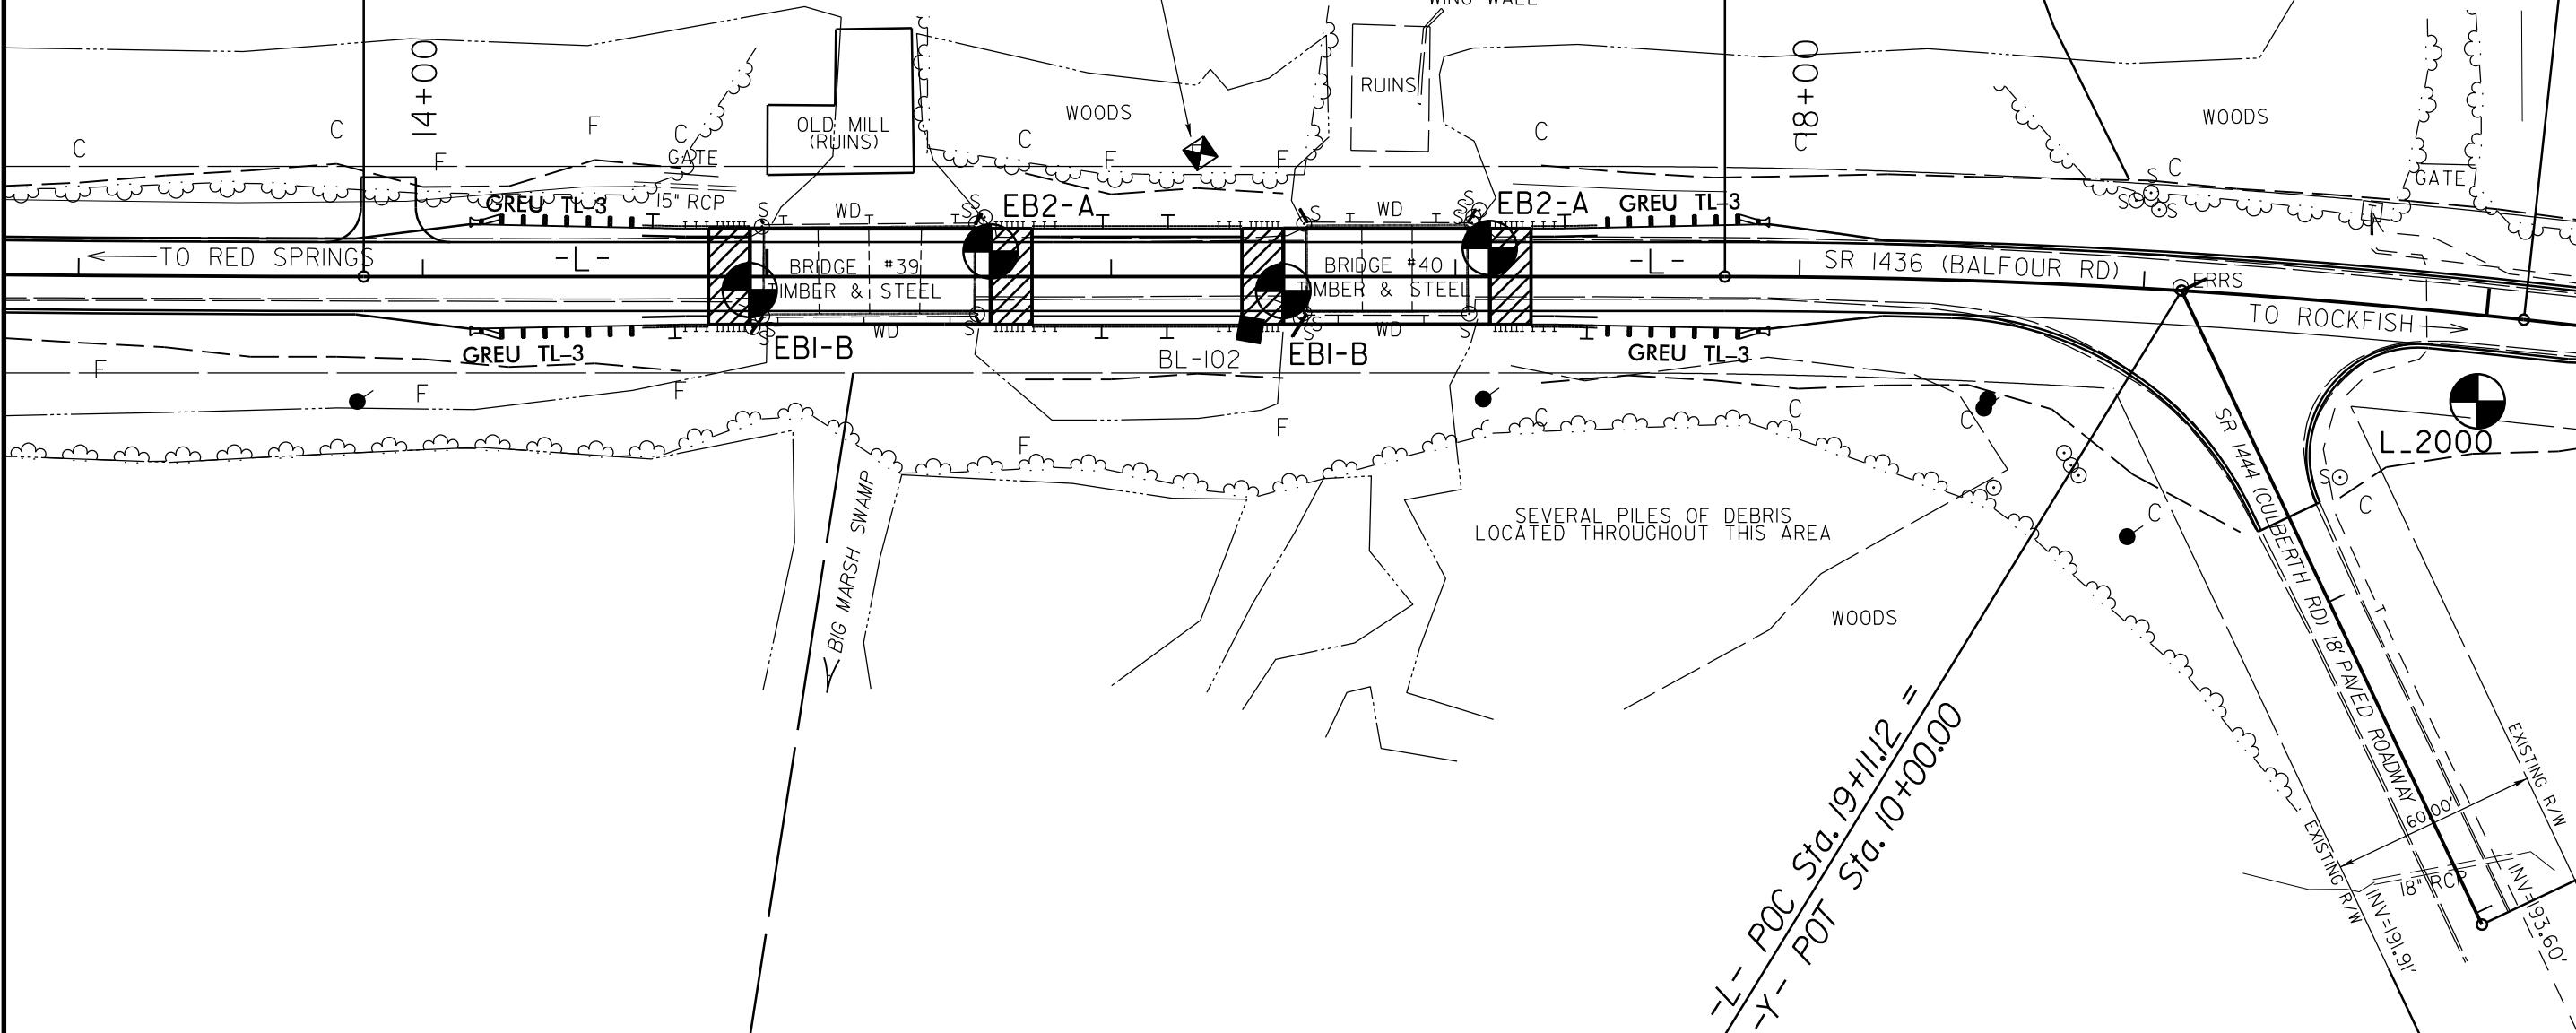 WING WALL
14+00
18+00
RUINS
WOODS
WOODS
OLD MILL
(RUINS)
C
C
F
F
C
GATE
C
F
F
C
C
C
GATE
15" RCP
GREU TL-3
S
WD
S
EB2-A
S
WD
S
EB2-A
GREU TL-3
S
S
S
TO RED SPRINGS
-L-
BRIDGE #39
TIMBER & STEEL
BRIDGE #40
TIMBER & STEEL
-L-
SR 1436 (BALFOUR RD)
ERRS
TO ROCKFISH
S
WD
S
S
WD
S
GREU TL-3
EB1-B
BL-102
EB1-B
GREU TL-3
F
F
F
F
F
C
C
C
L_2000
S
C
C
BIG MARSH SWAMP
SEVERAL PILES OF DEBRIS
LOCATED THROUGHOUT THIS AREA
WOODS
SR 1444 (CULBERTH RD) 18' PAVED ROADWAY
T
-L- POC Sta. 19+11.12 =
-Y- POT Sta. 10+00.00
EXISTING R/W
60.00'
EXISTING R/W
18" RCP
INV=191.91'
INV=193.60'